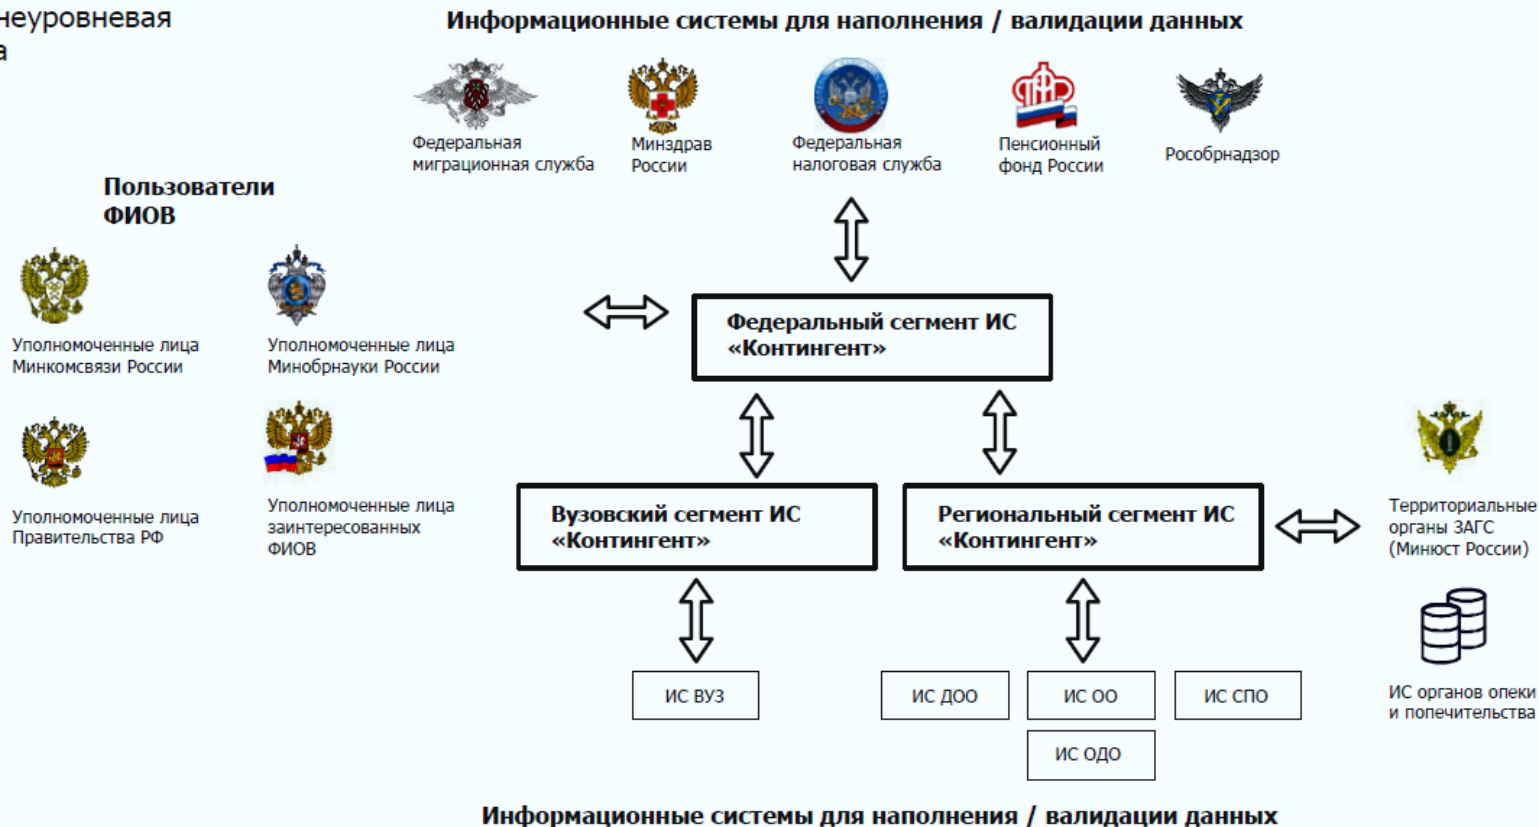 неуровневая
а
Информационные системы для наполнения / валидации данных
Федеральная
миграционная служба
Минздрав
России
Федеральная
налоговая служба
Пенсионный
фонд России
Рособрнадзор
Пользователи
ФИОВ
Уполномоченные лица
Минкомсвязи России
Уполномоченные лица
Минобрнауки России
Уполномоченные лица
Правительства РФ
Уполномоченные лица
заинтересованных
ФИОВ
Федеральный сегмент ИС
«Контингент»
Вузовский сегмент ИС
«Контингент»
Региональный сегмент ИС
«Контингент»
Территориальные
органы ЗАГС
(Минюст России)
ИС ВУЗ
ИС ДОО
ИС ОО
ИС СПО
ИС ОДО
ИС органов опеки
и попечительства
Информационные системы для наполнения / валидации данных